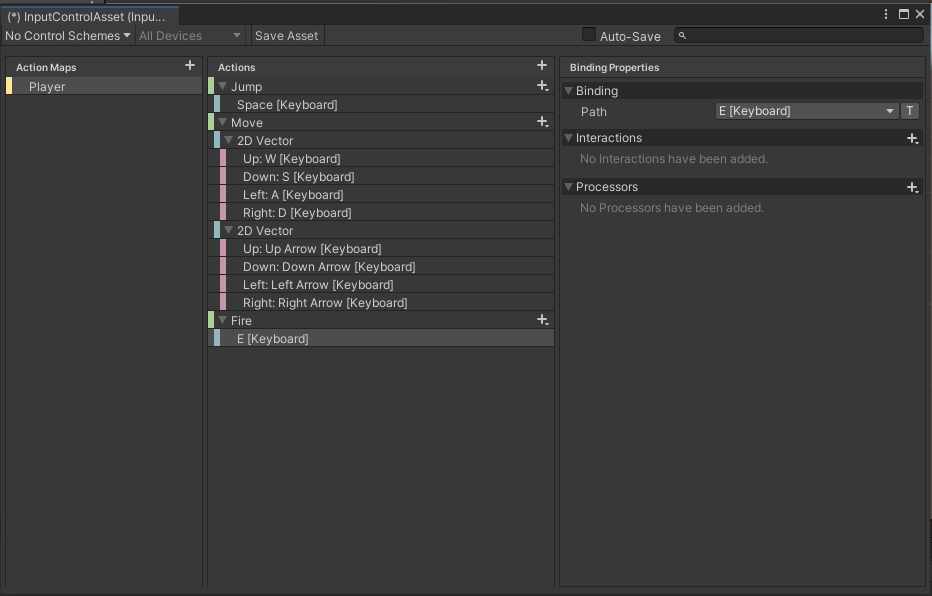 (*) InputControlAsset (Inpu...
No Control Schemes All Devices Save Asset Auto-Save
Action Maps
Player
Actions
Jump
Space [Keyboard]
Move
2D Vector
Up: W [Keyboard]
Down: S [Keyboard]
Left: A [Keyboard]
Right: D [Keyboard]
2D Vector
Up: Up Arrow [Keyboard]
Down: Down Arrow [Keyboard]
Left: Left Arrow [Keyboard]
Right: Right Arrow [Keyboard]
Fire
E [Keyboard]
Binding Properties
Binding
Path E [Keyboard] T
Interactions
No Interactions have been added.
Processors
No Processors have been added.